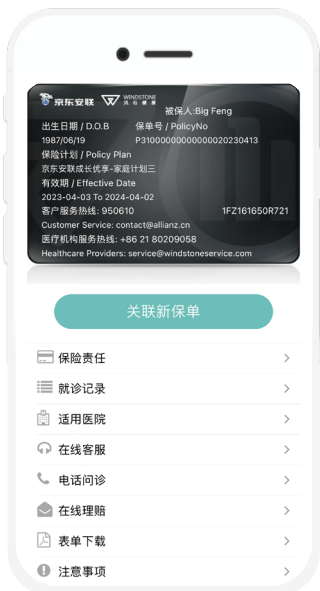 京东安联 WINDSTONE
风石健康
被保人:Big Feng
出生日期 / D.O.B 保单号 / PolicyNo
1987/06/19 P31000000000000020230413
保险计划 / Policy Plan
京东安联成长优享-家庭计划三
有效期 / Effective Date
2023-04-03 To 2024-04-02
客户服务热线: 950610 1FZ161650R721
Customer Service: contact@allianz.cn
医疗机构服务热线: +86 21 80209058
Healthcare Providers: service@windstoneservice.com
关联新保单
保险责任
就诊记录
适用医院
在线客服
电话问诊
在线理赔
表单下载
注意事项